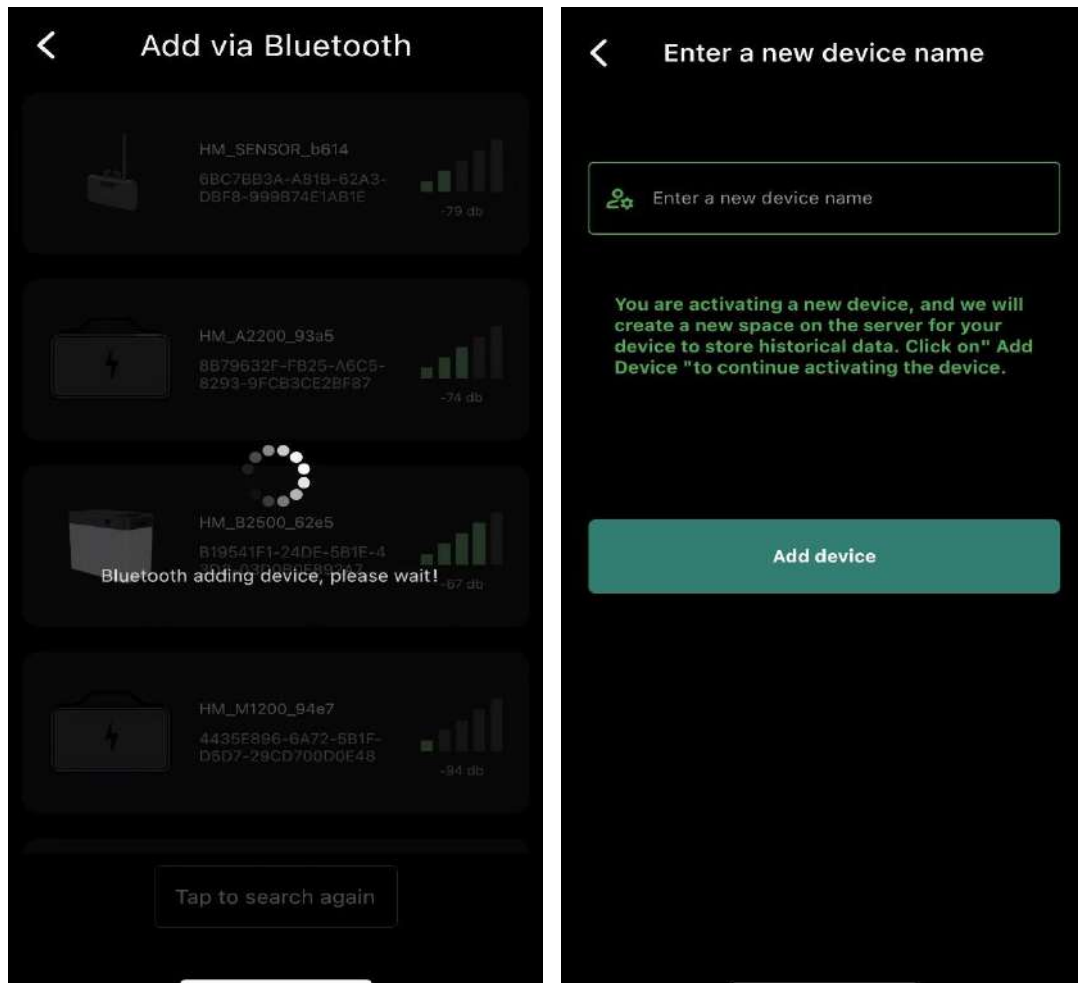 Add via Bluetooth
HM_SENSOR_b614
6BC7BB3A-A81B-62A3-
DBF8-999B74E1AB1E
-79 db
HM_A2200_93a5
8B79632F-FB25-A6C5-
8293-9FCB3CE2BF87
-74 db
HM_B2500_62e5
B19541F1-24DE-5B1E-4
Bluetooth adding device, please wait!
-67 db
HM_M1200_94e7
4435E896-6A72-5B1F-
D5D7-29CD700D0E48
-94 db
Tap to search again
Enter a new device name
Enter a new device name
You are activating a new device, and we will
create a new space on the server for your
device to store historical data. Click on" Add
Device "to continue activating the device.
Add device